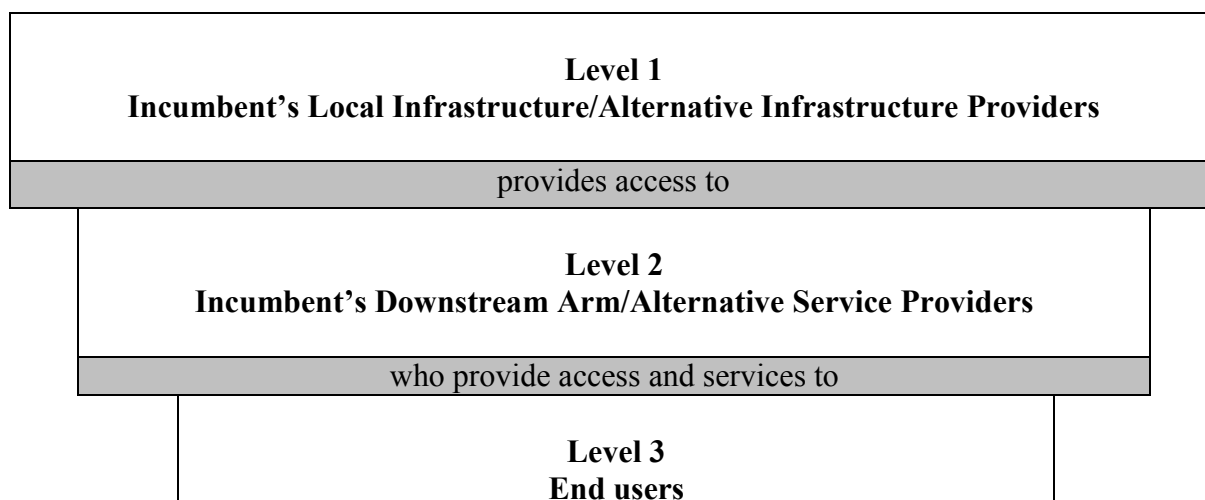 Level 1
Incumbent’s Local Infrastructure/Alternative Infrastructure Providers
provides access to
Level 2
Incumbent’s Downstream Arm/Alternative Service Providers
who provide access and services to
Level 3
End users